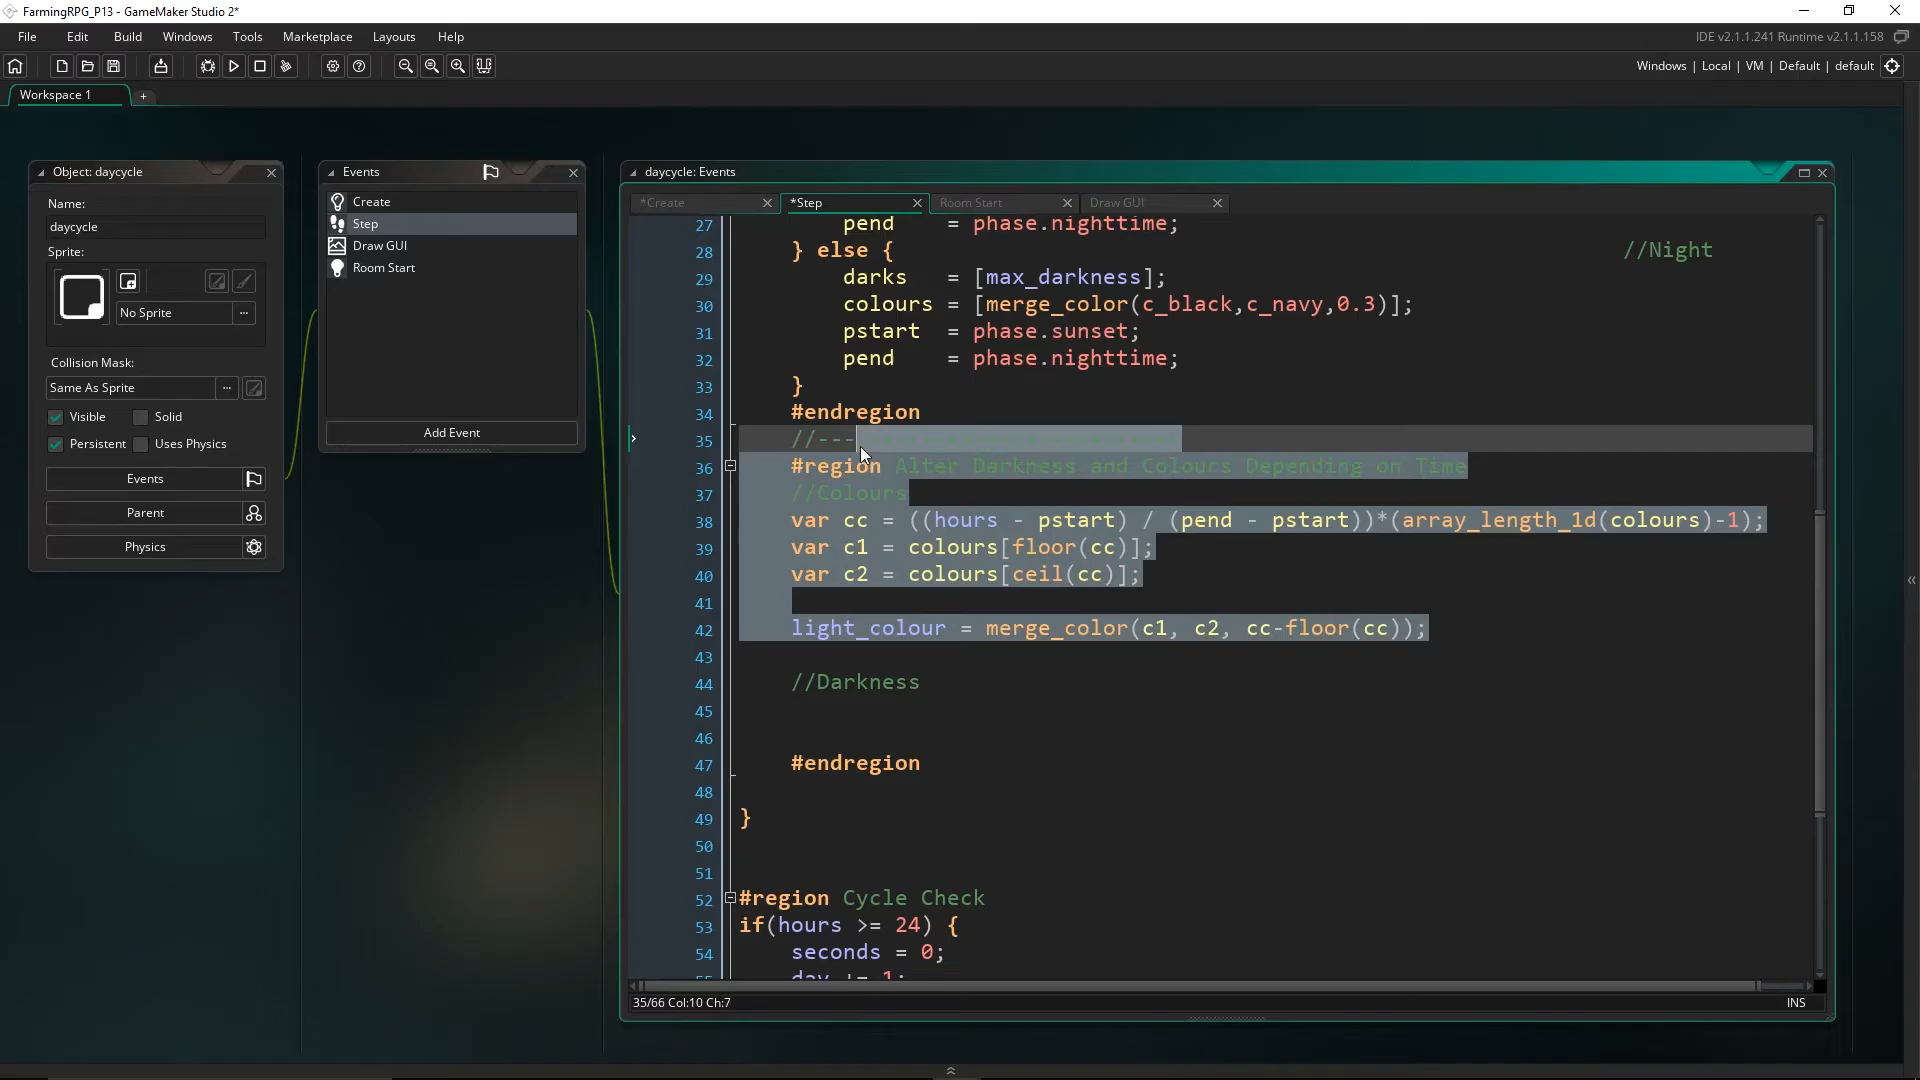 FarmingRPG_P13 - GameMaker Studio 2*
File Edit Build Windows Tools Marketplace Layouts Help
IDE v2.1.1.241 Runtime v2.1.1.158
Windows | Local | VM | Default | default
Workspace 1 +
Object: daycycle
Name:
daycycle
Sprite:
No Sprite ...
Collision Mask:
Same As Sprite ...
Visible Solid
Persistent Uses Physics
Events
Parent
Physics
Events
Create
Step
Draw GUI
Room Start
Add Event
daycycle: Events
*Create *Step Room Start Draw GUI
27 pend = phase.nighttime;
28 } else { //Night
29 darks = [max_darkness];
30 colours = [merge_color(c_black,c_navy,0.3)];
31 pstart = phase.sunset;
32 pend = phase.nighttime;
33 }
34 #endregion
35 //---
36 #region Alter Darkness and Colours Depending on Time
37 //Colours
38 var cc = ((hours - pstart) / (pend - pstart))*(array_length_1d(colours)-1);
39 var c1 = colours[floor(cc)];
40 var c2 = colours[ceil(cc)];
41
42 light_colour = merge_color(c1, c2, cc-floor(cc));
43
44 //Darkness
45
46
47 #endregion
48
49 }
50
51
52 #region Cycle Check
53 if(hours >= 24) {
54 seconds = 0;
55 day += 1;
35/66 Col:10 Ch:7 INS